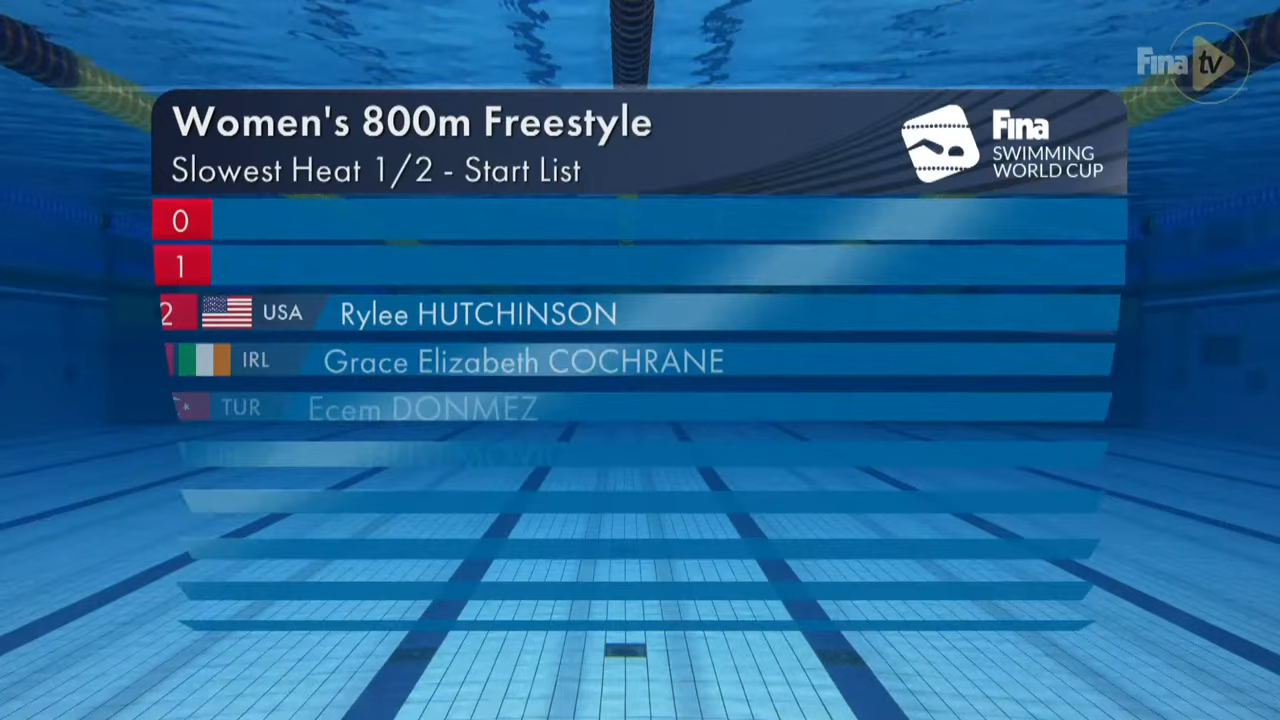 Fina tv
Women's 800m Freestyle
Slowest Heat 1/2 - Start List
Fina
SWIMMING
WORLD CUP
0
1
2 USA Rylee HUTCHINSON
IRL Grace Elizabeth COCHRANE
TUR Ecem DONMEZ